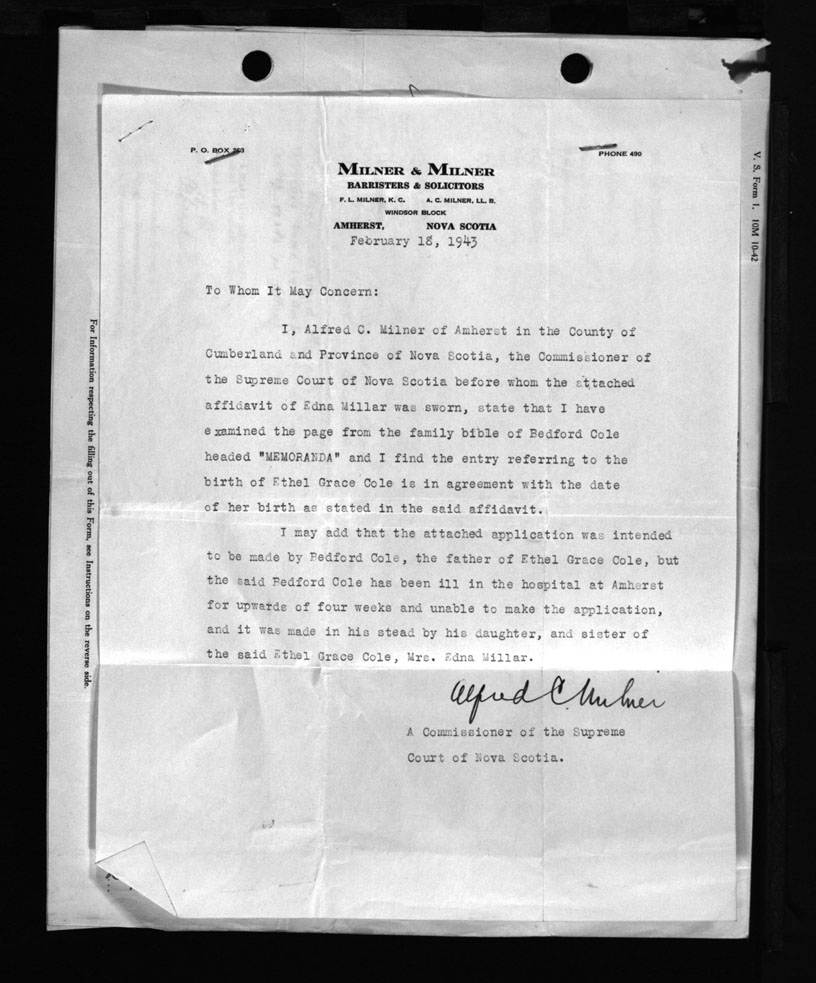 P. O. BOX 263
PHONE 490
MILNER & MILNER
BARRISTERS & SOLICITORS
F. L. MILNER, K. C. A. C. MILNER, LL. B.
WINDSOR BLOCK
AMHERST, NOVA SCOTIA
February 18, 1943
To Whom It May Concern:
I, Alfred C. Milner of Amherst in the County of
Cumberland and Province of Nova Scotia, the Commissioner of
the Supreme Court of Nova Scotia before whom the attached
affidavit of Edna Millar was sworn, state that I have
examined the page from the family bible of Bedford Cole
headed "MEMORANDA" and I find the entry referring to the
birth of Ethel Grace Cole is in agreement with the date
of her birth as stated in the said affidavit.
I may add that the attached application was intended
to be made by Bedford Cole, the father of Ethel Grace Cole, but
the said Bedford Cole has been ill in the hospital at Amherst
for upwards of four weeks and unable to make the application,
and it was made in his stead by his daughter, and sister of
the said Ethel Grace Cole, Mrs. Edna Millar.
Alfred C. Milner
A Commissioner of the Supreme
Court of Nova Scotia.
V. S. Form 1. 10M 10-42
For Information respecting the filling out of this Form, see Instructions on the reverse side.